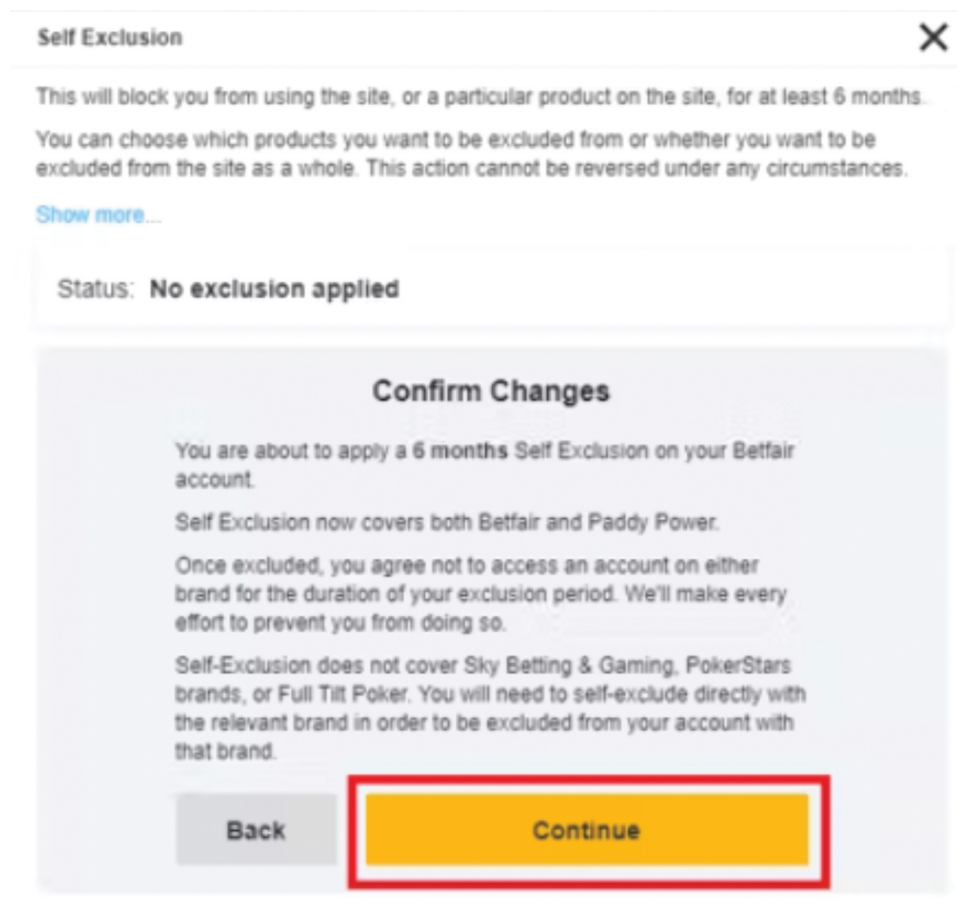 Self Exclusion
This will block you from using the site, or a particular product on the site, for at least 6 months.
You can choose which products you want to be excluded from or whether you want to be
excluded from the site as a whole. This action cannot be reversed under any circumstances.
Show more...
Status: No exclusion applied
Confirm Changes
You are about to apply a 6 months Self Exclusion on your Betfair
account.
Self Exclusion now covers both Betfair and Paddy Power.
Once excluded, you agree not to access an account on either
brand for the duration of your exclusion period. We'll make every
effort to prevent you from doing so.
Self-Exclusion does not cover Sky Betting & Gaming, PokerStars
brands, or Full Tilt Poker. You will need to self-exclude directly with
the relevant brand in order to be excluded from your account with
that brand.
Back
Continue